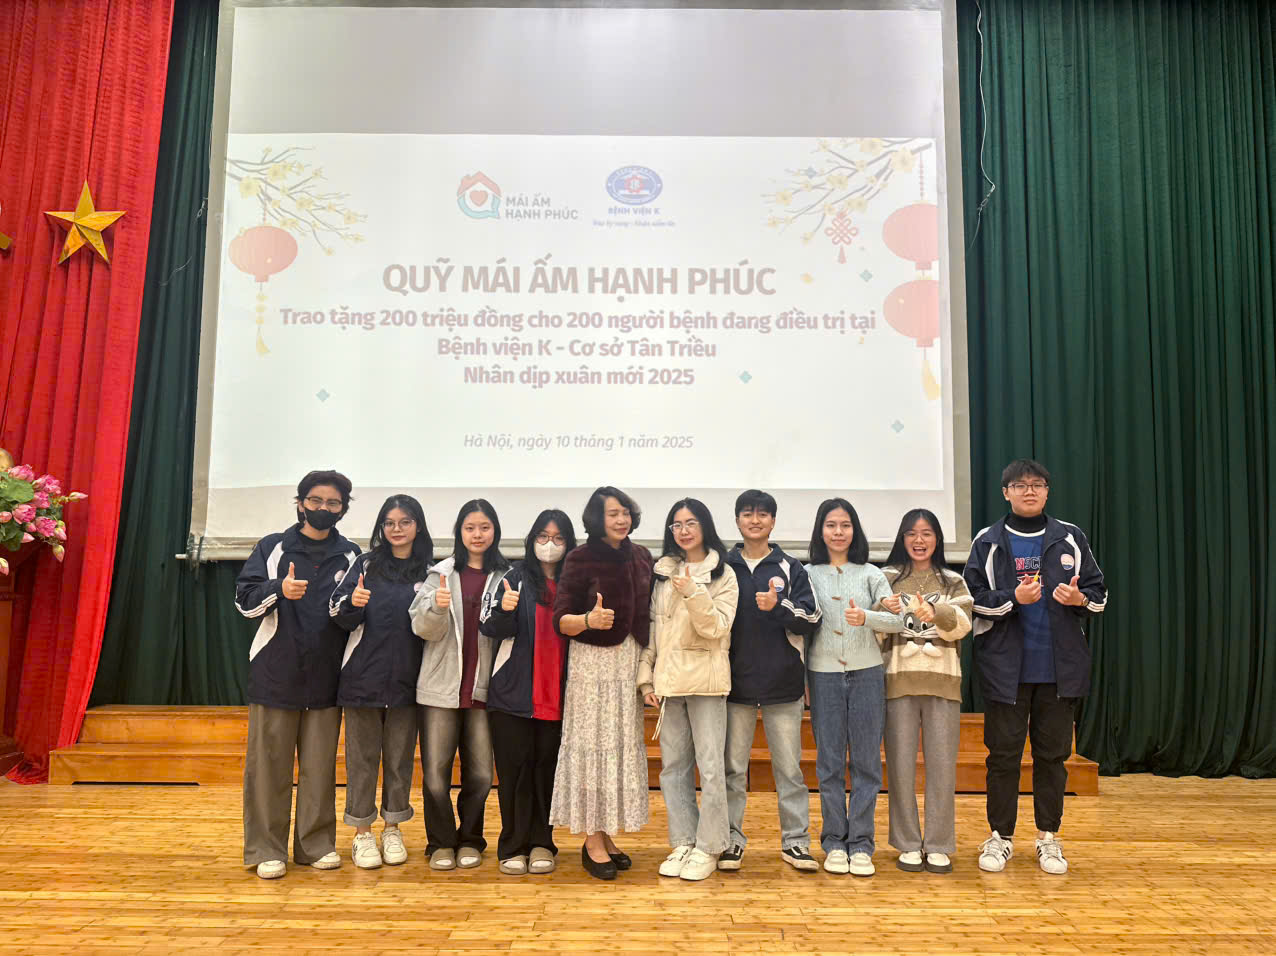 MÁI ẤM
HẠNH PHÚC
BỆNH VIỆN K
QUỸ MÁI ẤM HẠNH PHÚC
Trao tặng 200 triệu đồng cho 200 người bệnh đang điều trị tại
Bệnh viện K - Cơ sở Tân Triều
Nhân dịp xuân mới 2025
Hà Nội, ngày 10 tháng 1 năm 2025